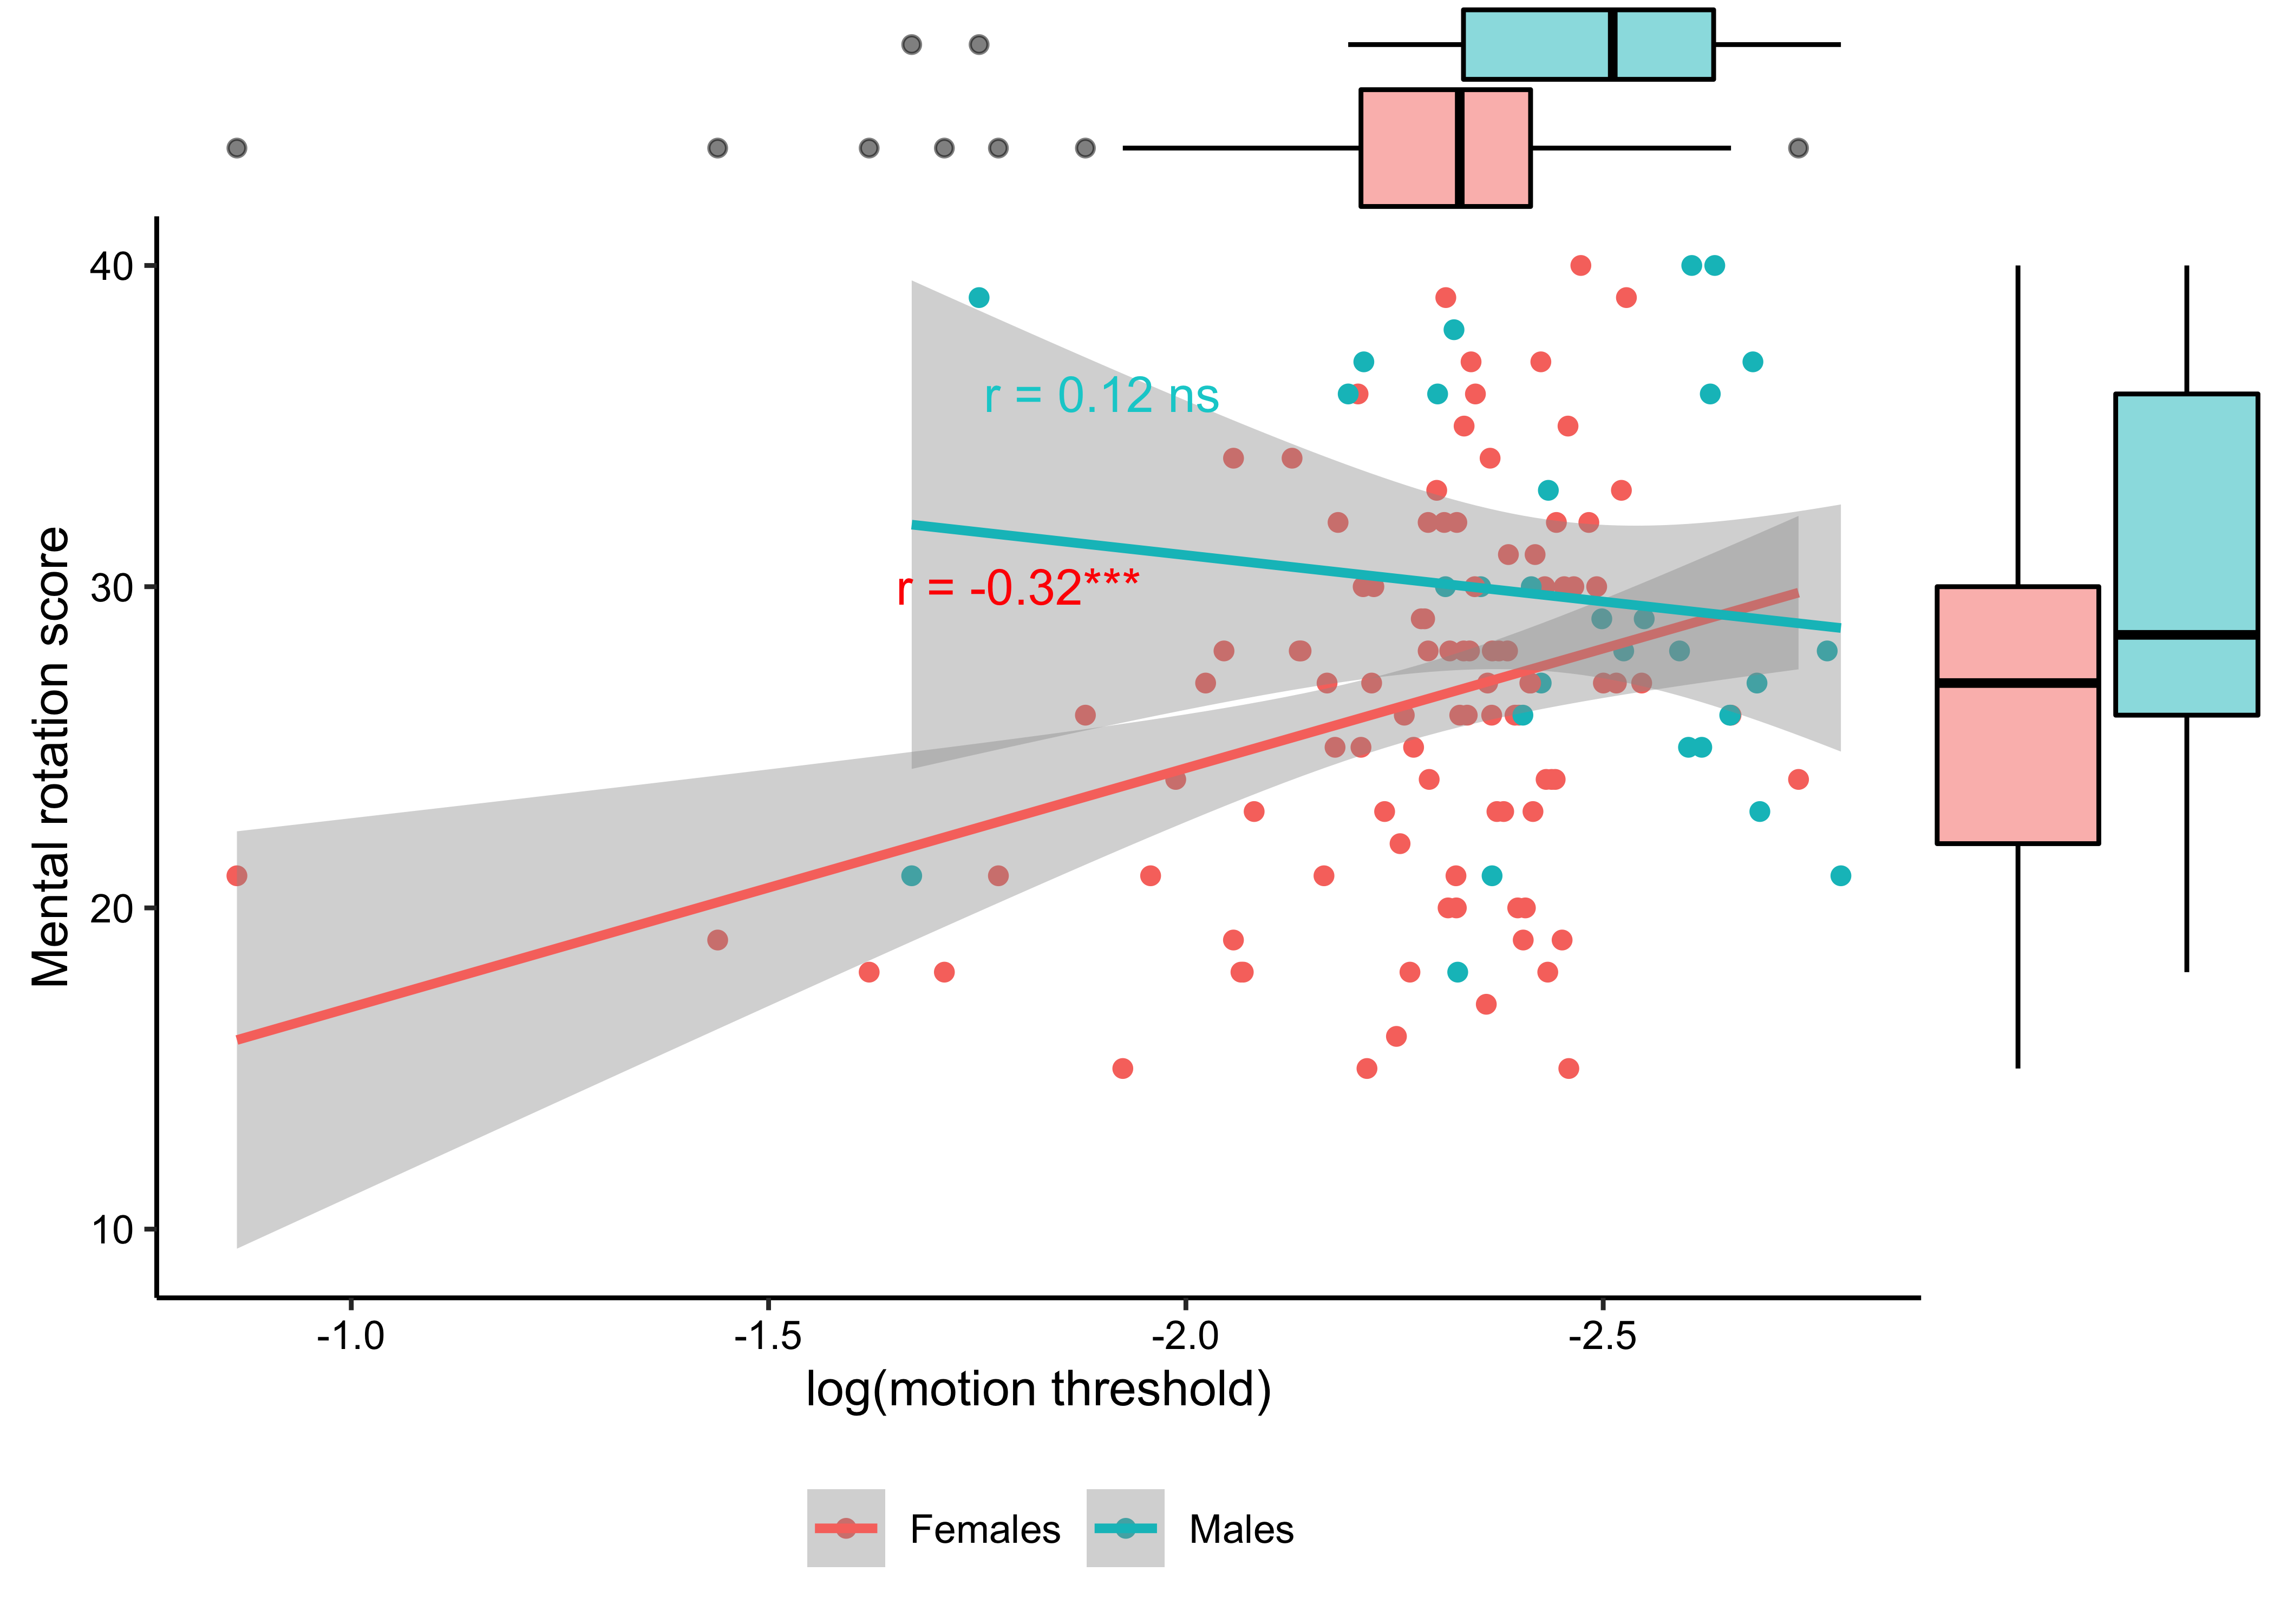 40
30
20
10
Mental rotation score
r = 0.12 ns
r = -0.32***
-1.0 -1.5 -2.0 -2.5
log(motion threshold)
Females Males